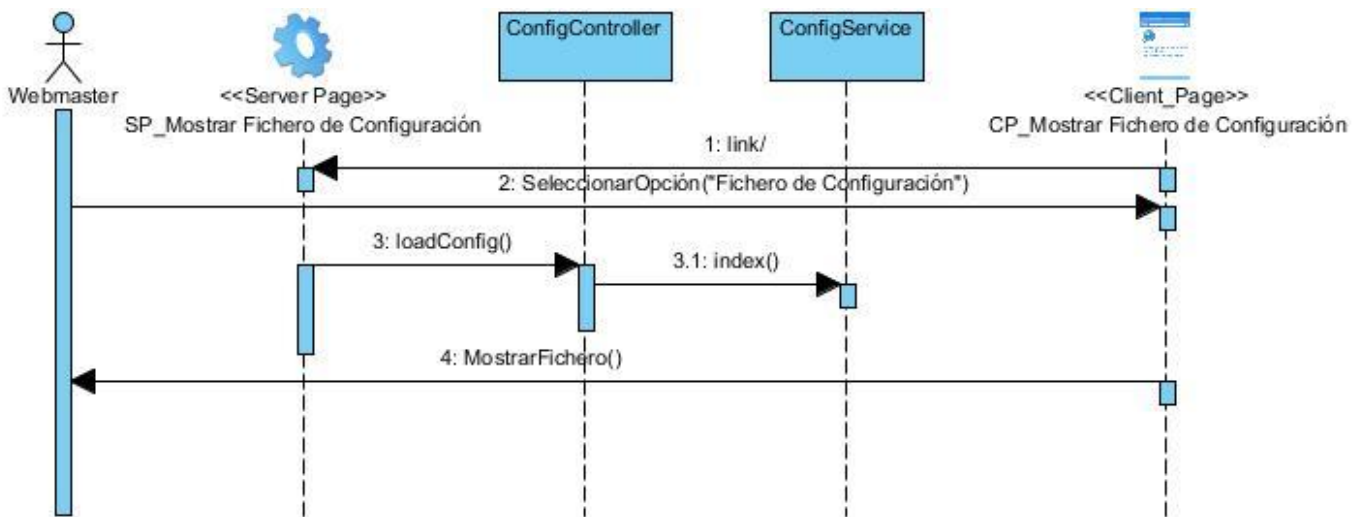 ConfigController
ConfigService
Webmaster
<<Server Page>>
SP_Mostrar Fichero de Configuración
<<Client_Page>>
CP_Mostrar Fichero de Configuración
1: link/
2: SeleccionarOpción("Fichero de Configuración")
3: loadConfig()
3.1: index()
4: MostrarFichero()